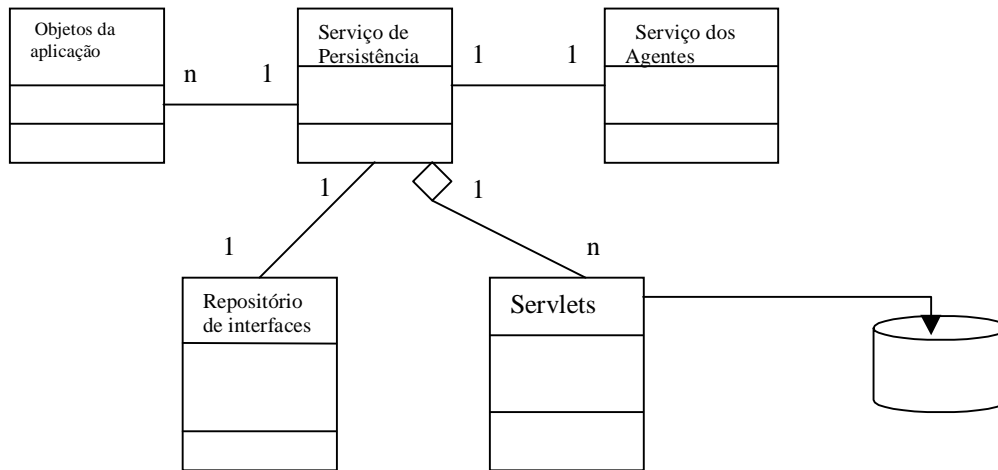 Objetos da
aplicação
Serviço de
Persistência
Serviço dos
Agentes
n
1
1
1
1
1
1
n
Repositório
de interfaces
Servlets